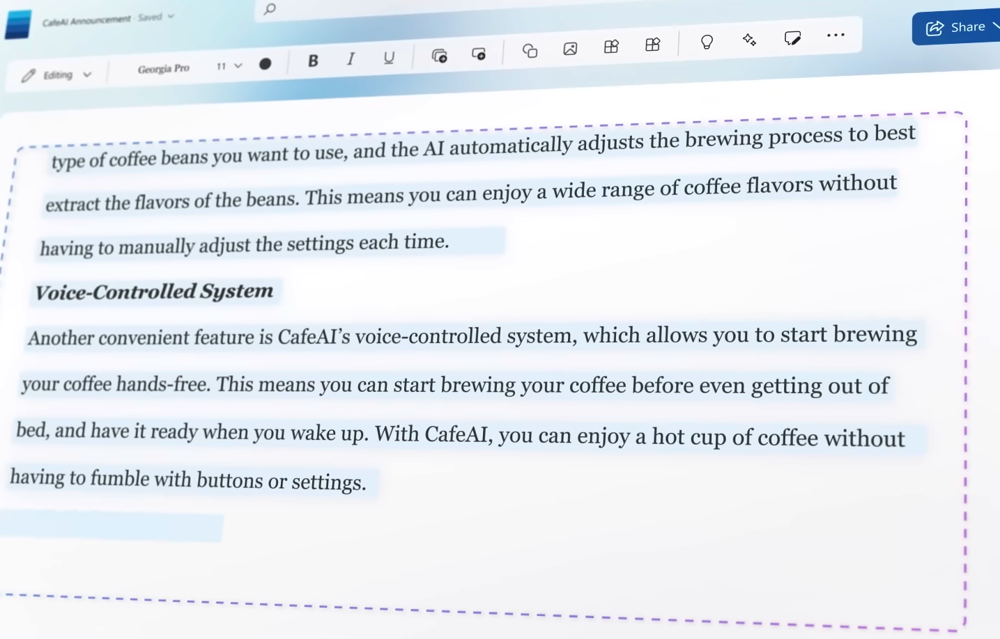 CafeAI Announcement · Saved
Editing
Georgia Pro
11
B
I
U
Share
type of coffee beans you want to use, and the AI automatically adjusts the brewing process to best
extract the flavors of the beans. This means you can enjoy a wide range of coffee flavors without
having to manually adjust the settings each time.
Voice-Controlled System
Another convenient feature is CafeAI’s voice-controlled system, which allows you to start brewing
your coffee hands-free. This means you can start brewing your coffee before even getting out of
bed, and have it ready when you wake up. With CafeAI, you can enjoy a hot cup of coffee without
having to fumble with buttons or settings.